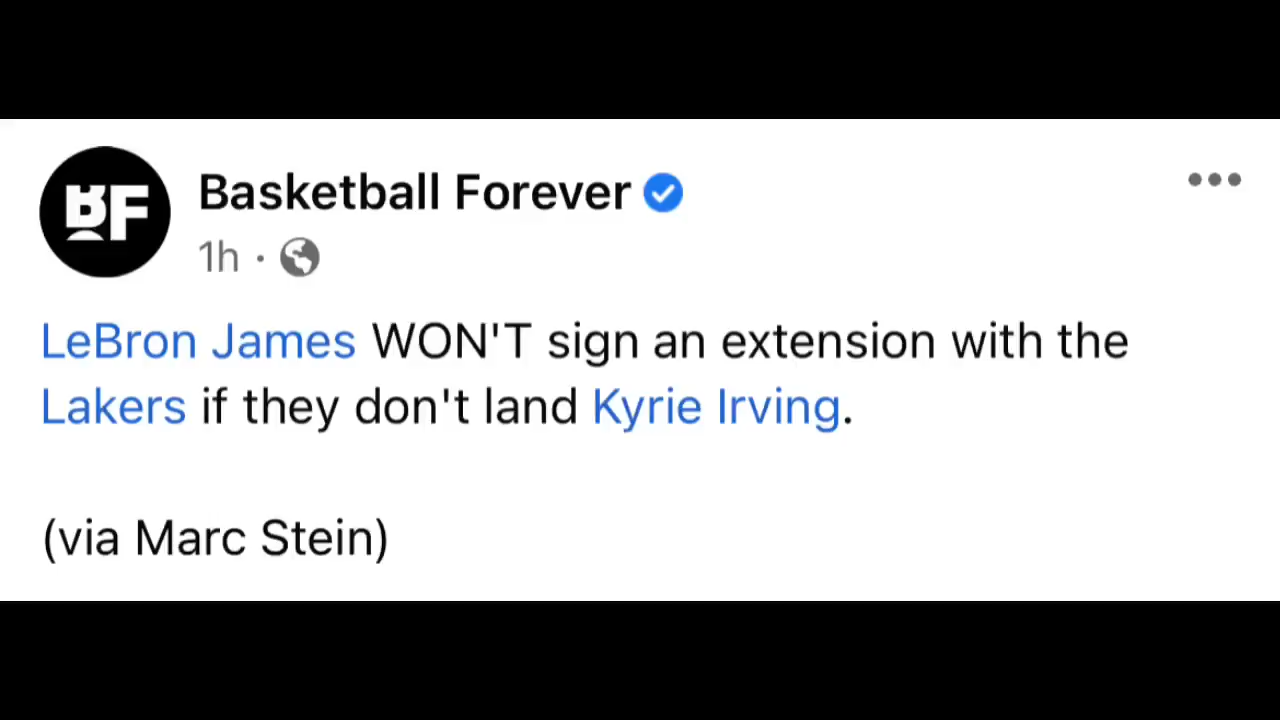 BF
Basketball Forever
1h ·
LeBron James WON'T sign an extension with the
Lakers if they don't land Kyrie Irving.
(via Marc Stein)